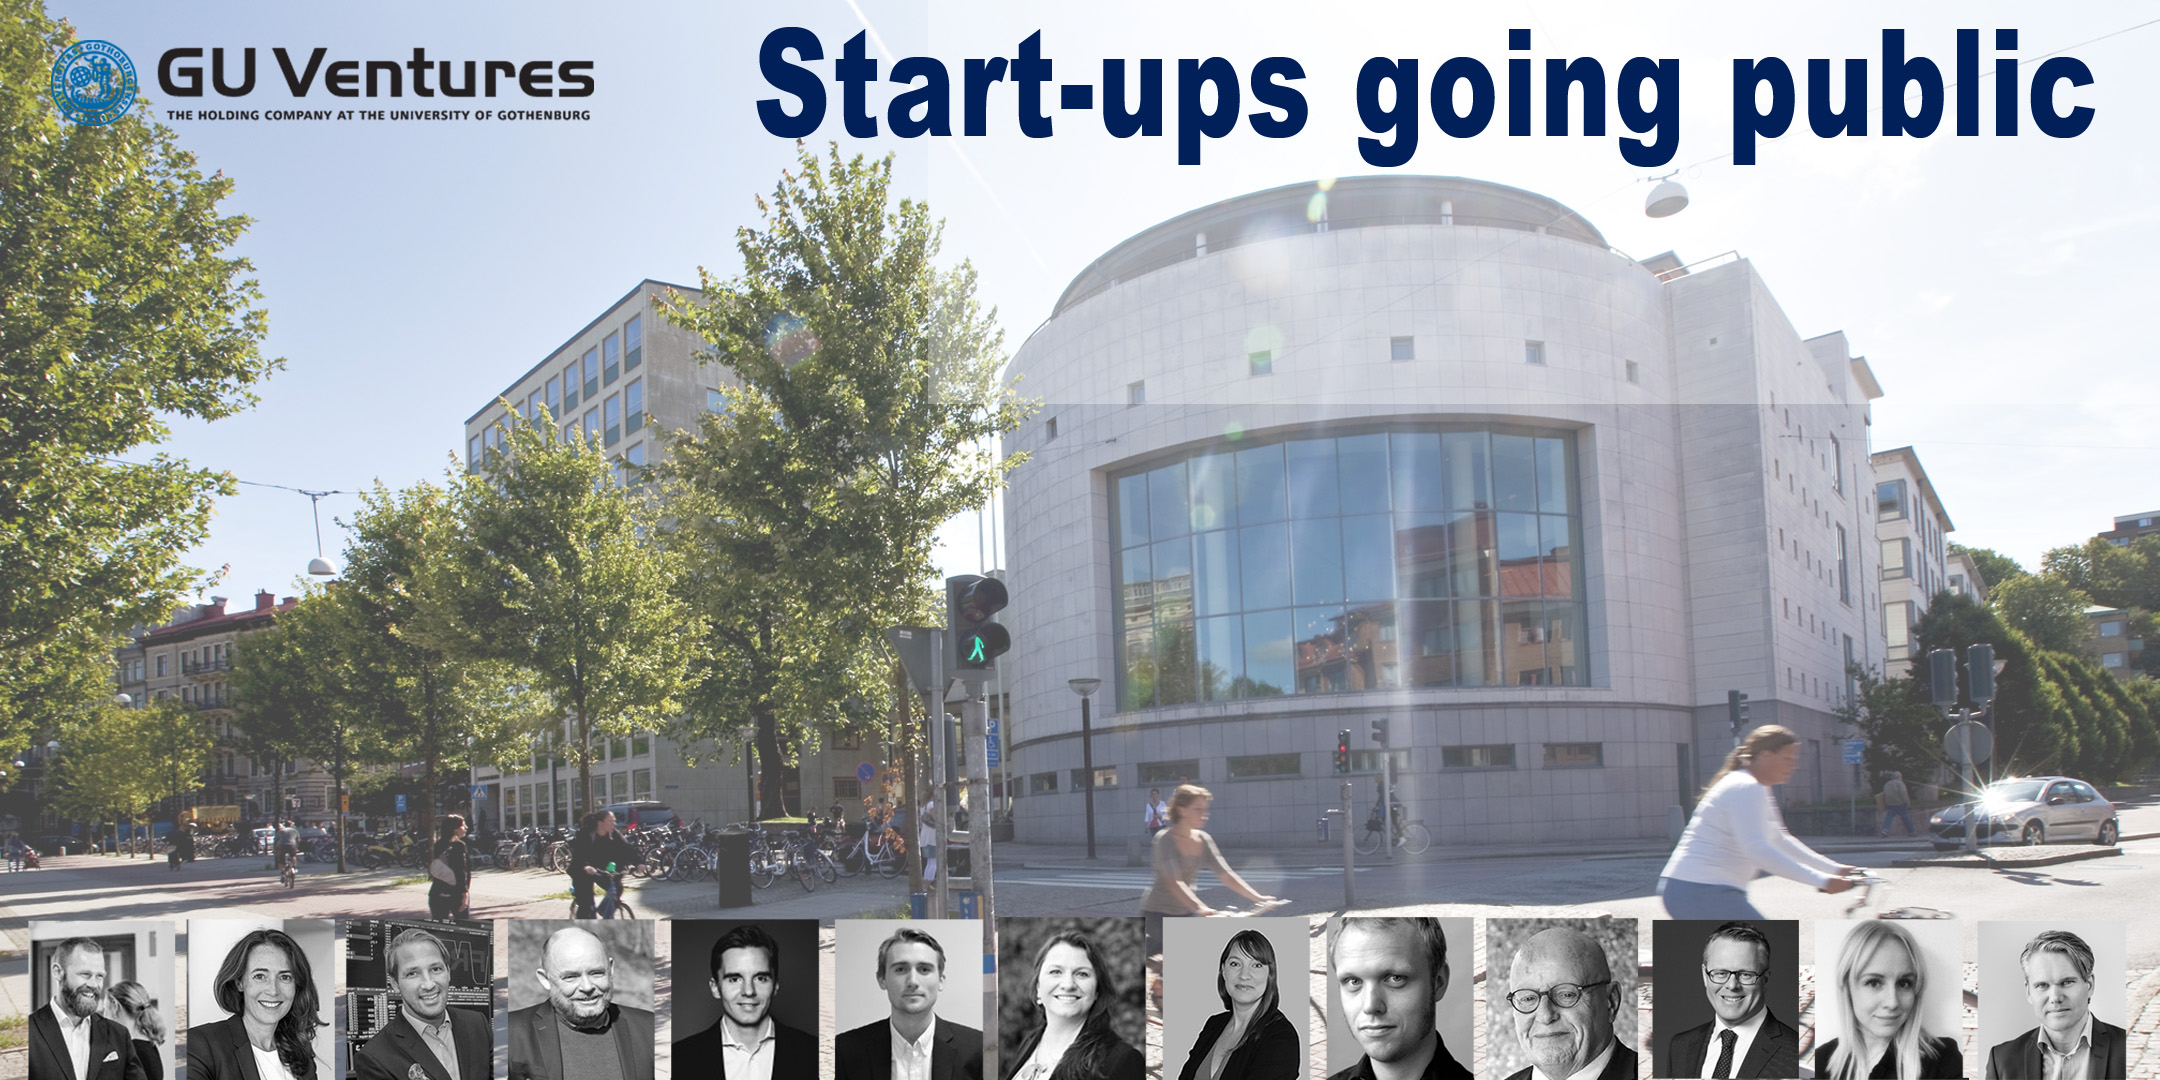 GU Ventures
THE HOLDING COMPANY AT THE UNIVERSITY OF GOTHENBURG
Start-ups going public